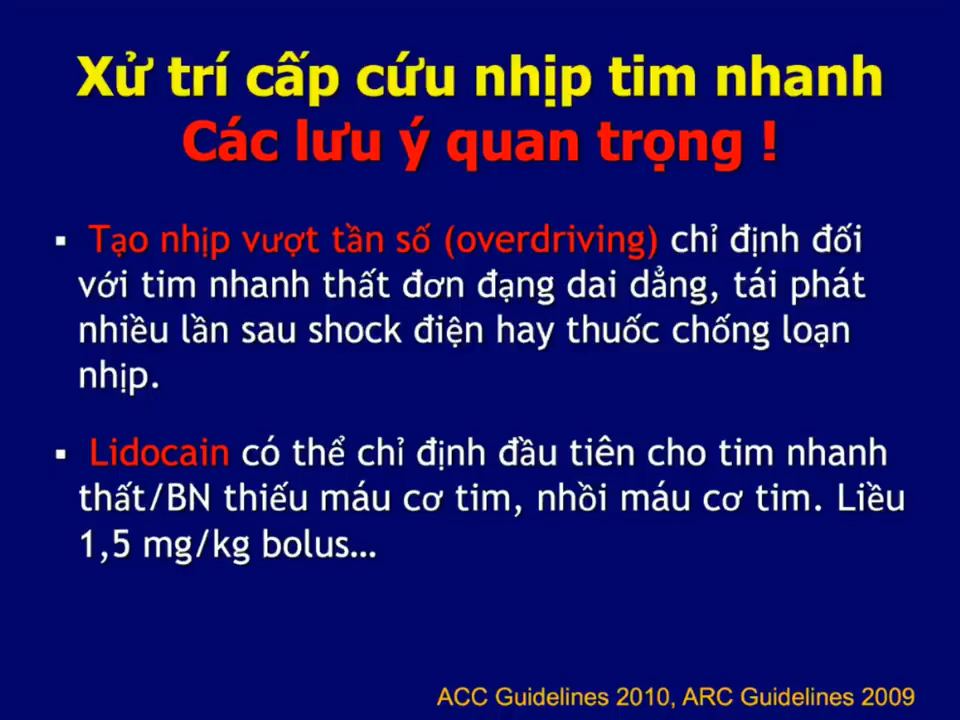 Xử trí cấp cứu nhịp tim nhanh
Các lưu ý quan trọng !
▪ Tạo nhịp vượt tần số (overdriving) chỉ định đối
với tim nhanh thất đơn đạng dai dẳng, tái phát
nhiều lần sau shock điện hay thuốc chống loạn
nhịp.
▪ Lidocain có thể chỉ định đầu tiên cho tim nhanh
thất/BN thiếu máu cơ tim, nhồi máu cơ tim. Liều
1,5 mg/kg bolus…
ACC Guidelines 2010, ARC Guidelines 2009